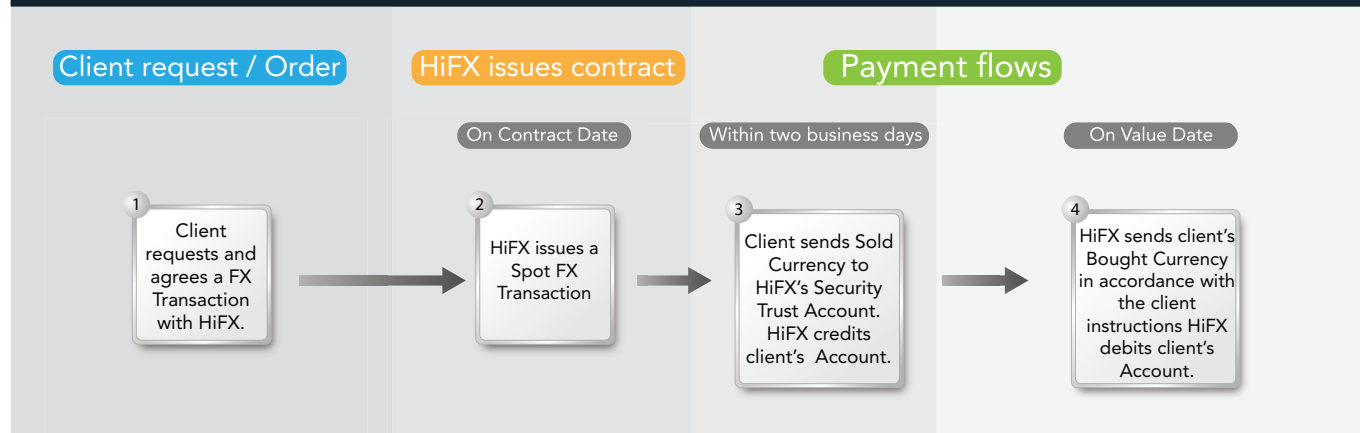 Client request / Order
HiFX issues contract
Payment flows
On Contract Date
Within two business days
On Value Date
1
Client
requests and
agrees a FX
Transaction
with HiFX.
2
HiFX issues a
Spot FX
Transaction
3
Client sends Sold
Currency to
HiFX's Security
Trust Account.
HiFX credits
client's Account.
4
HiFX sends client's
Bought Currency
in accordance with
the client
instructions HiFX
debits client's
Account.